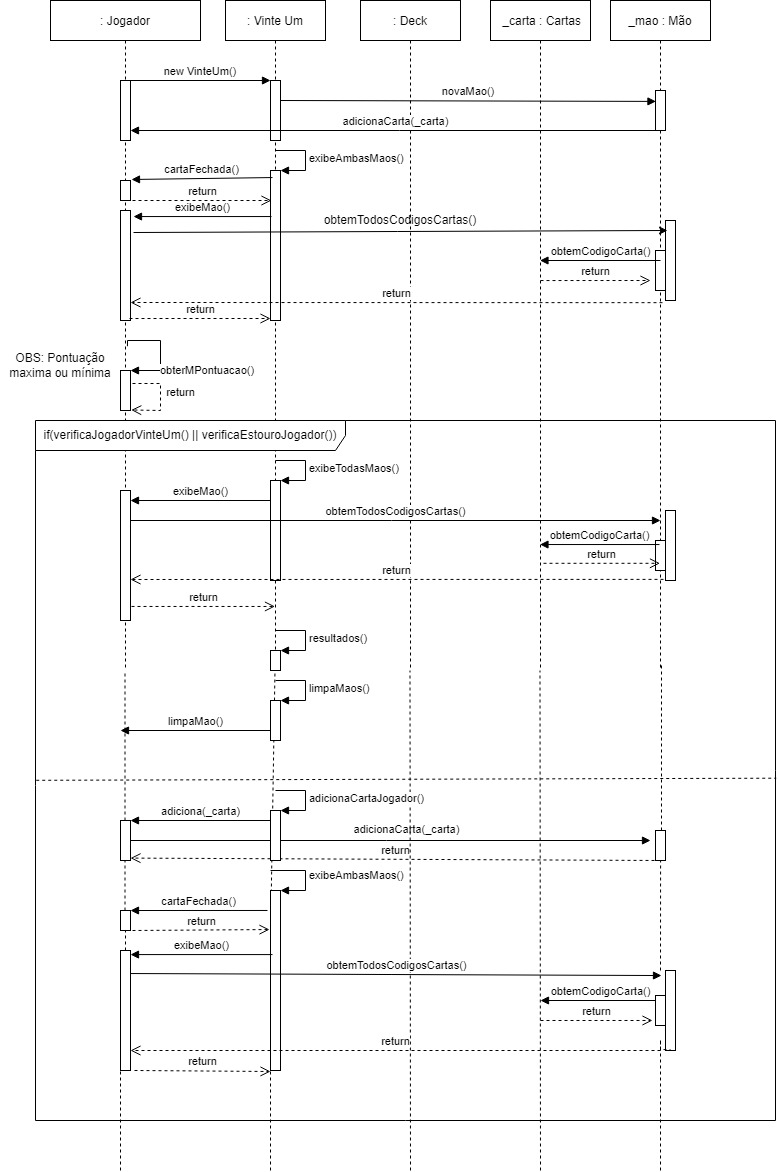 : Jogador
: Vinte Um
: Deck
_carta : Cartas
_mao : Mão
new VinteUm()
novaMao()
adicionaCarta(_carta)
exibeAmbasMaos()
cartaFechada()
return
exibeMao()
obtemTodosCodigosCartas()
obtemCodigoCarta()
return
return
return
OBS: Pontuação
maxima ou mínima
obterMPontuacao()
return
if(verificaJogadorVinteUm() || verificaEstouroJogador())
exibeTodasMaos()
exibeMao()
obtemTodosCodigosCartas()
obtemCodigoCarta()
return
return
return
resultados()
limpaMaos()
limpaMao()
adicionaCartaJogador()
adiciona(_carta)
adicionaCarta(_carta)
return
exibeAmbasMaos()
cartaFechada()
return
exibeMao()
obtemTodosCodigosCartas()
obtemCodigoCarta()
return
return
return